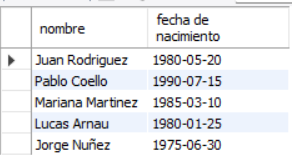 nombre fecha de nacimiento
Juan Rodriguez 1980-05-20
Pablo Coello 1990-07-15
Mariana Martinez 1985-03-10
Lucas Arnau 1980-01-25
Jorge Nuñez 1975-06-30